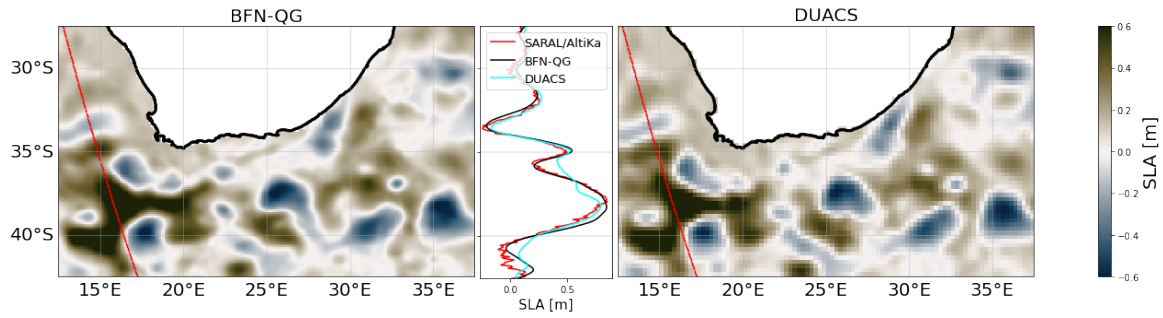 BFN-QG
DUACS
SARAL/AltiKa
BFN-QG
DUACS
30°S
35°S
40°S
15°E 20°E 25°E 30°E 35°E
0.0 0.5
SLA [m]
15°E 20°E 25°E 30°E 35°E
0.6
0.4
0.2
0.0
−0.2
−0.4
−0.6
SLA [m]